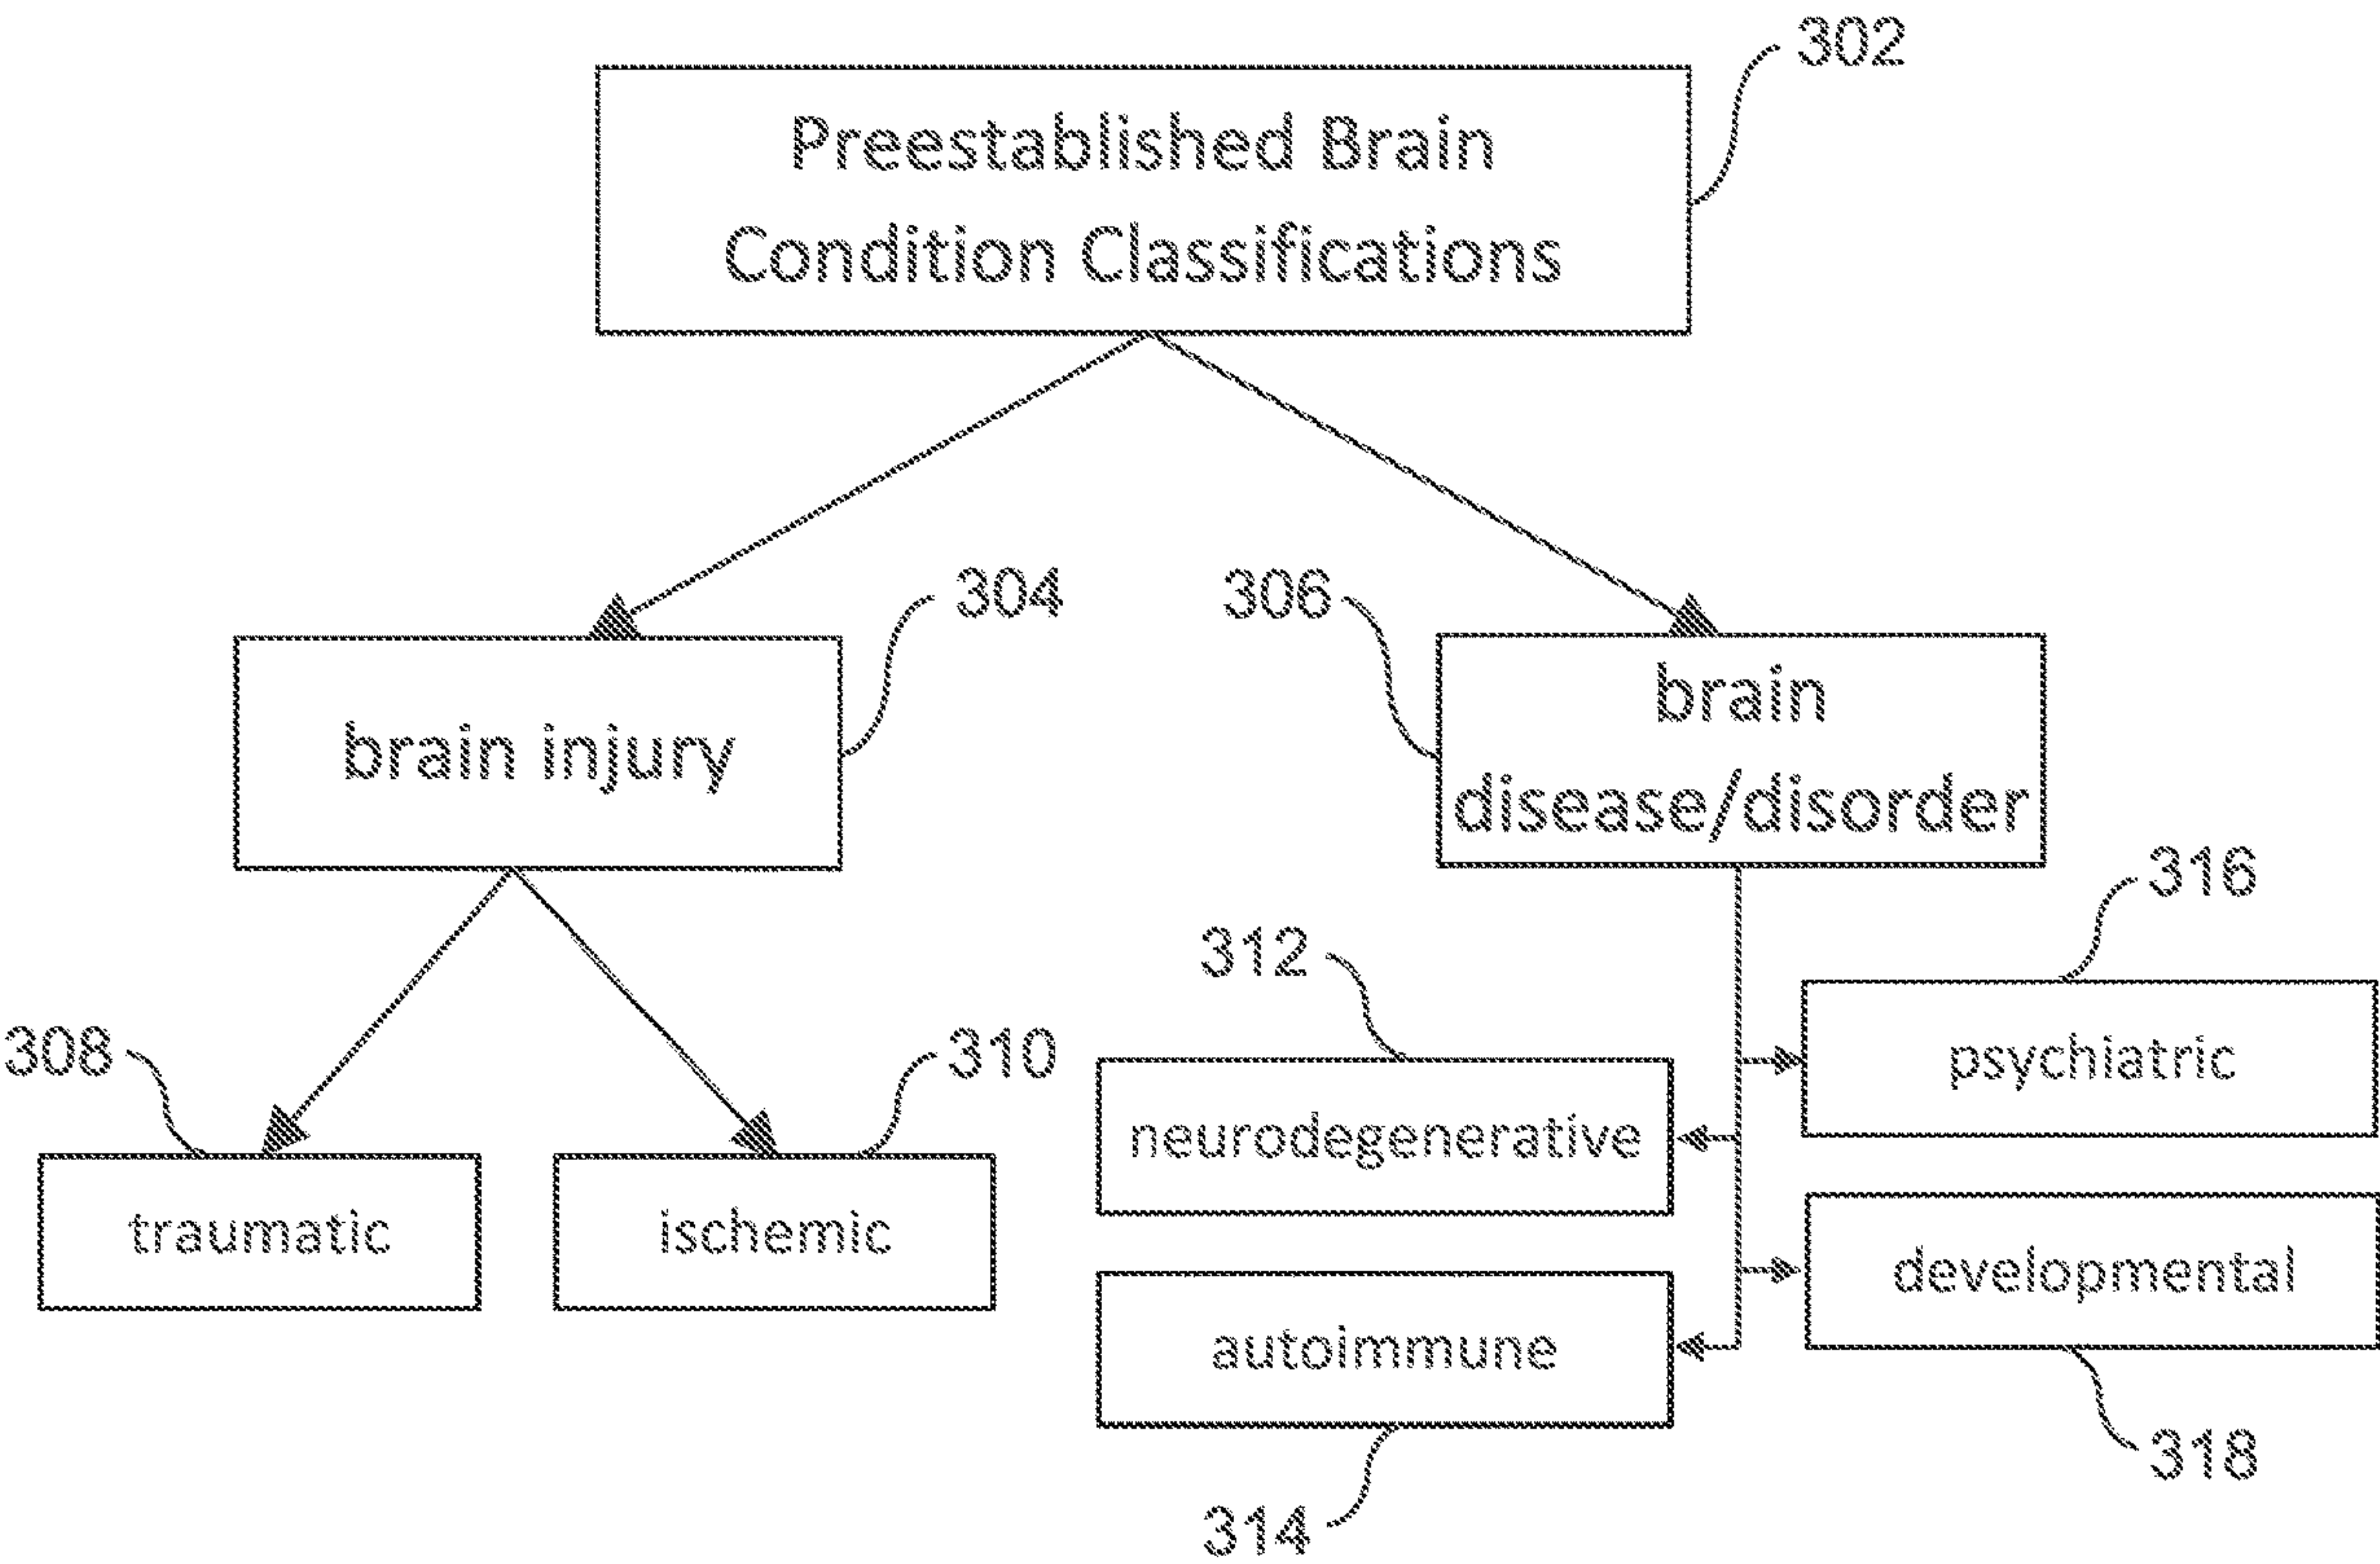 302
Preestablished Brain
Condition Classifications
304
306
brain injury
brain
disease/disorder
316
312
308
310
psychiatric
neurodegenerative
traumatic
ischemic
developmental
autoimmune
318
314